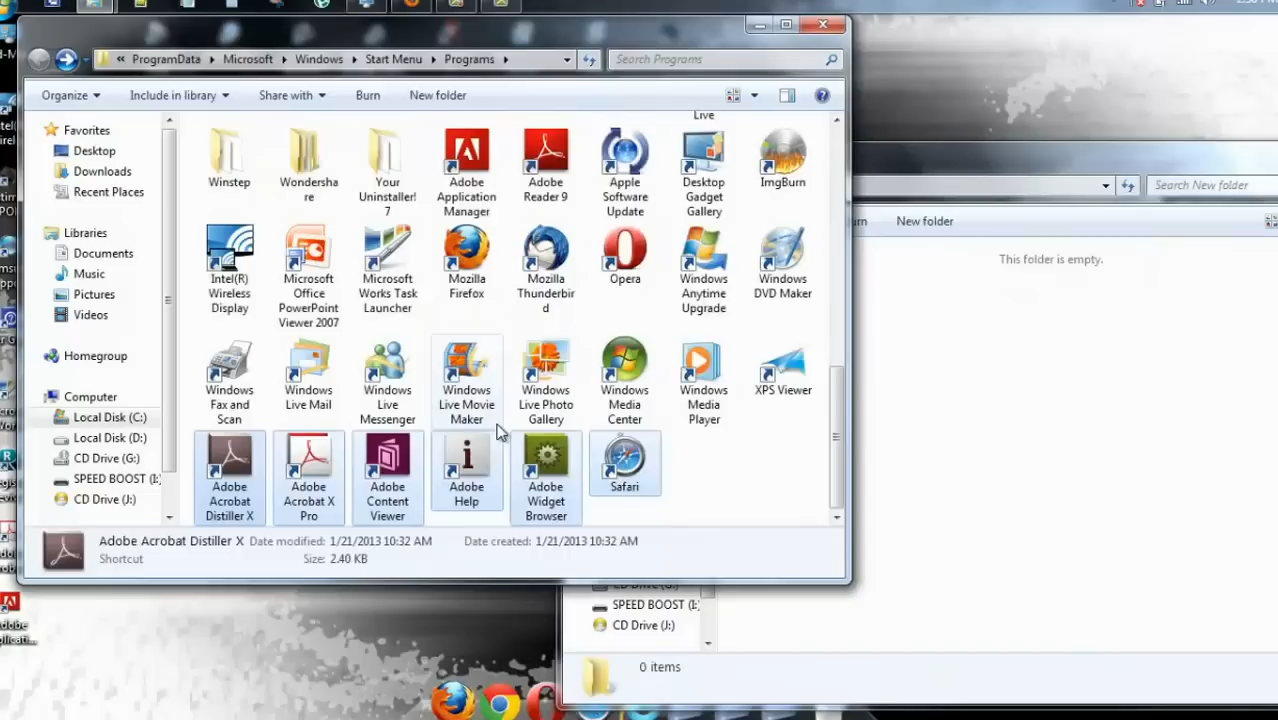 « ProgramData ▸ Microsoft ▸ Windows ▸ Start Menu ▸ Programs ▸
Search Programs
Organize
Include in library
Share with
Burn
New folder
Favorites
Desktop
Downloads
Recent Places
Libraries
Documents
Music
Pictures
Videos
Homegroup
Computer
Local Disk (C:)
Local Disk (D:)
CD Drive (G:)
SPEED BOOST (I:
CD Drive (J:)
Live
Winstep
Wondersha
re
Your
Uninstaller!
7
Adobe
Application
Manager
Adobe
Reader 9
Apple
Software
Update
Desktop
Gadget
Gallery
ImgBurn
Intel(R)
Wireless
Display
Microsoft
Office
PowerPoint
Viewer 2007
Microsoft
Works Task
Launcher
Mozilla
Firefox
Mozilla
Thunderbir
d
Opera
Windows
Anytime
Upgrade
Windows
DVD Maker
Windows
Fax and
Scan
Windows
Live Mail
Windows
Live
Messenger
Windows
Live Movie
Maker
Windows
Live Photo
Gallery
Windows
Media
Center
Windows
Media
Player
XPS Viewer
Adobe
Acrobat
Distiller X
Adobe
Acrobat X
Pro
Adobe
Content
Viewer
Adobe
Help
Adobe
Widget
Browser
Safari
Adobe Acrobat Distiller X Date modified: 1/21/2013 10:32 AM Date created: 1/21/2013 10:32 AM
Shortcut Size: 2.40 KB
Search New folder
New folder
This folder is empty.
SPEED BOOST (I:
CD Drive (J:)
0 items